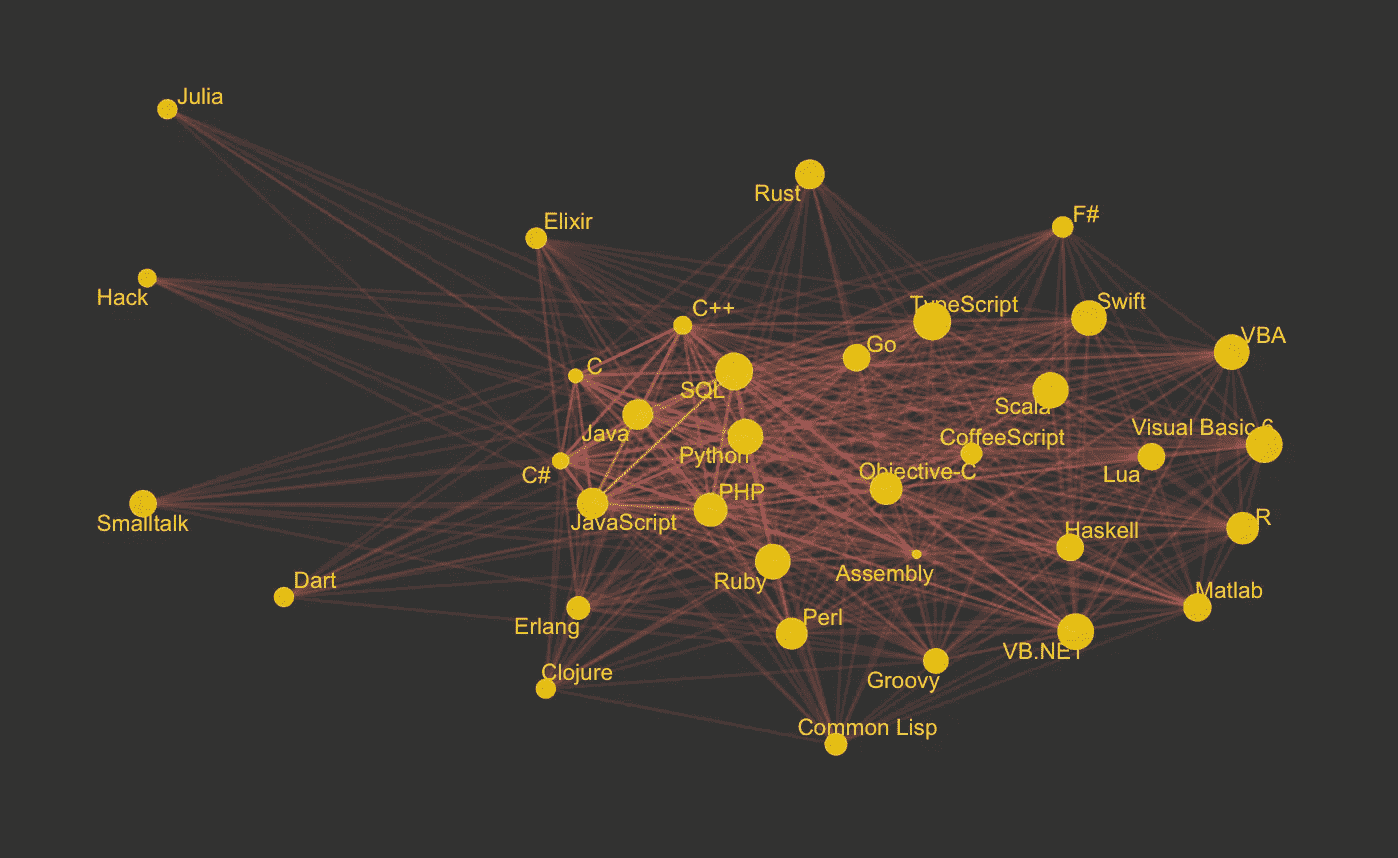 Julia
Rust
F#
Elixir
Hack
C++
TypeScript
Swift
VBA
Go
C
SQL
Scala
Java
Visual Basic 6
CoffeeScript
Python
C#
Objective-C
Lua
PHP
JavaScript
Smalltalk
R
Haskell
Assembly
Ruby
Dart
Matlab
Perl
Erlang
VB.NET
Clojure
Groovy
Common Lisp